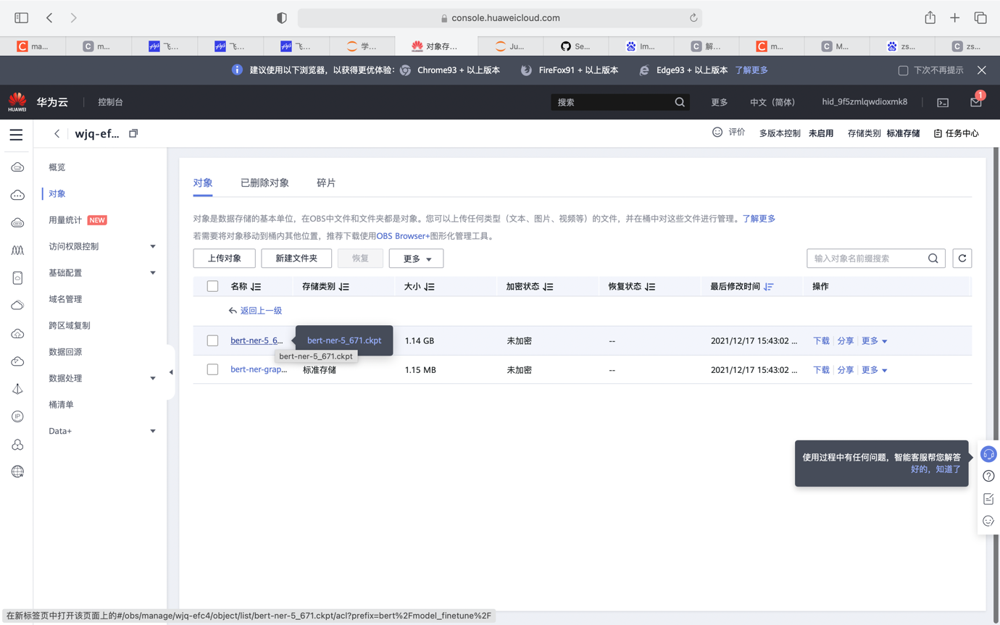 console.huaweicloud.com
ma...
m...
飞...
飞...
飞...
学...
对象存...
Ju...
Se...
Im...
解...
m...
M...
zs...
zs...
建议使用以下浏览器，以获得更优体验:
Chrome93 + 以上版本
FireFox91 + 以上版本
Edge93 + 以上版本
了解更多
下次不再提示
HUAWEI
华为云
控制台
搜索
更多
中文（简体）
hid_9f5zmlqwdioxmk8
1
wjq-ef...
评价
多版本控制 未启用
存储类别 标准存储
任务中心
概览
对象
用量统计 NEW
访问权限控制
基础配置
域名管理
跨区域复制
数据回源
数据处理
桶清单
Data+
对象
已删除对象
碎片
对象是数据存储的基本单位，在OBS中文件和文件夹都是对象。您可以上传任何类型（文本、图片、视频等）的文件，并在桶中对这些文件进行管理。了解更多
若需要将对象移动到桶内其他位置，推荐下载使用OBS Browser+图形化管理工具。
上传对象
新建文件夹
恢复
更多
输入对象名前缀搜索
名称
存储类别
大小
加密状态
恢复状态
最后修改时间
操作
返回上一级
bert-ner-5_6...
bert-ner-5_671.ckpt
1.14 GB
未加密
--
2021/12/17 15:43:02 ...
下载 分享 更多
bert-ner-5_671.ckpt
bert-ner-grap...
标准存储
1.15 MB
未加密
--
2021/12/17 15:43:02 ...
下载 分享 更多
使用过程中有任何问题，智能客服帮您解答
好的，知道了
IP
W
在新标签页中打开该页面上的#/obs/manage/wjq-efc4/object/list/bert-ner-5_671.ckpt/acl?prefix=bert%2Fmodel_finetune%2F